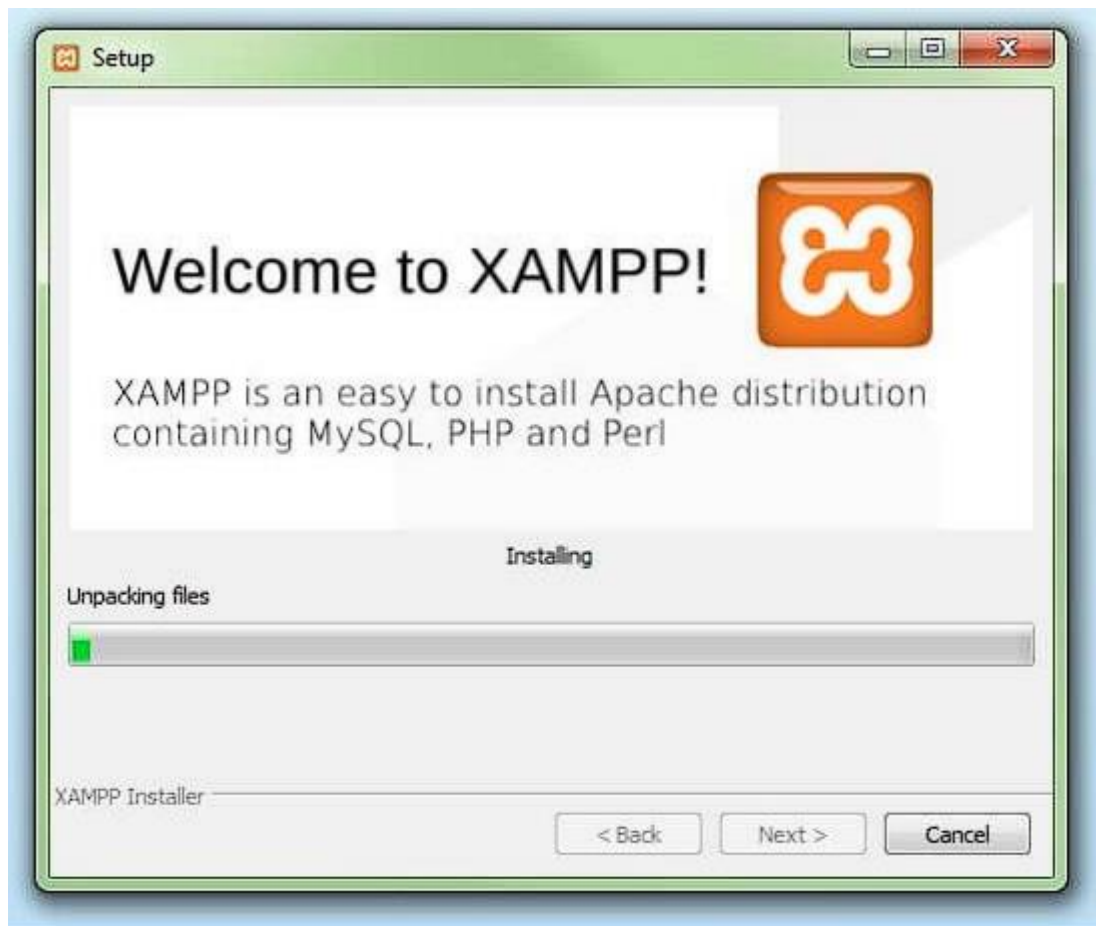 Setup
Welcome to XAMPP!
XAMPP is an easy to install Apache distribution
containing MySQL, PHP and Perl
Installing
Unpacking files
XAMPP Installer
< Back
Next >
Cancel